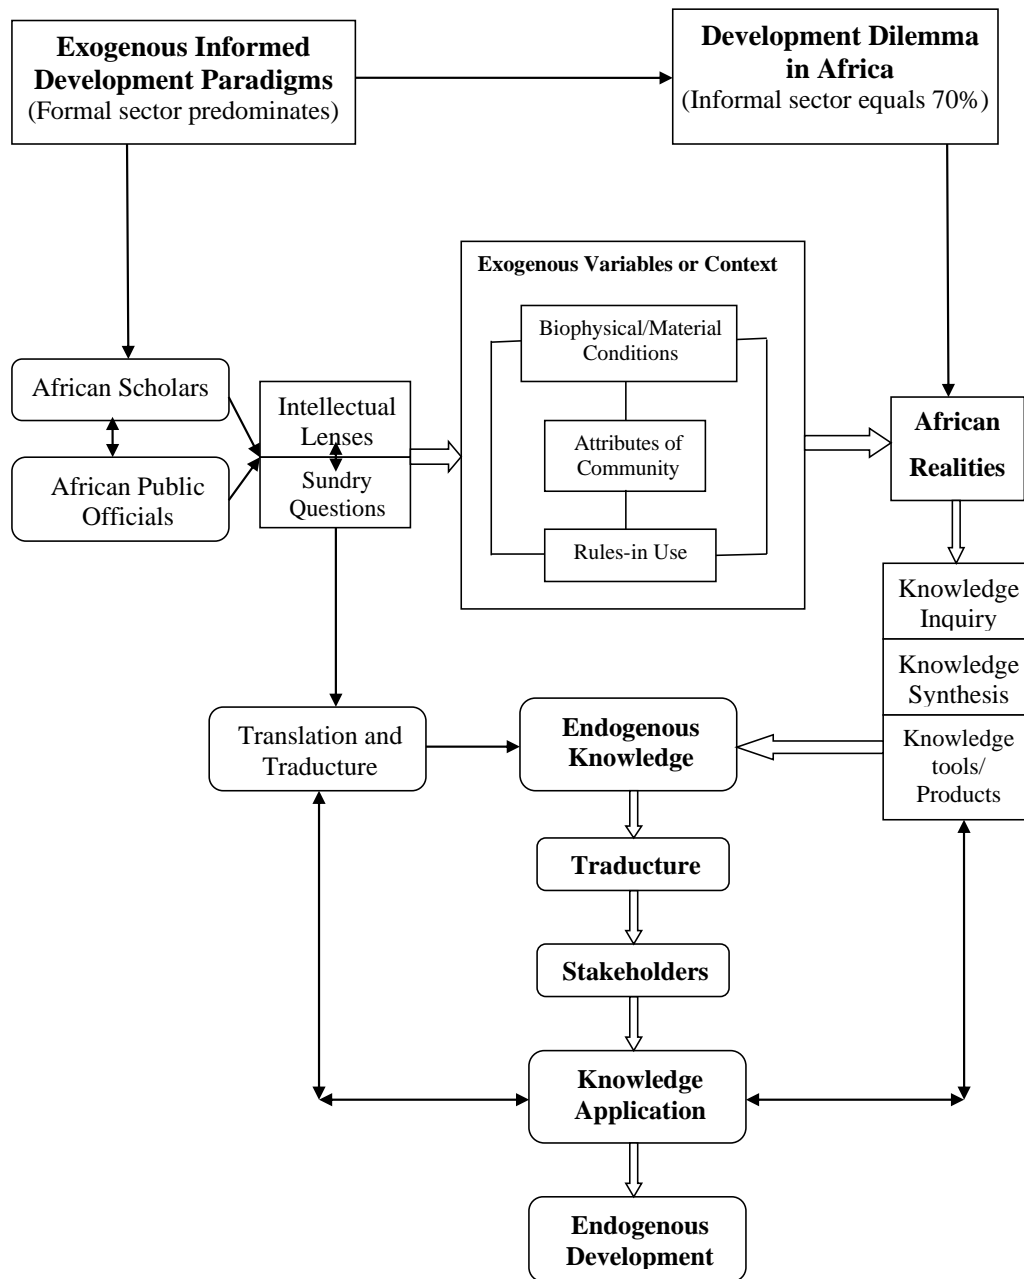 Exogenous Informed
Development Paradigms
(Formal sector predominates)
Development Dilemma
in Africa
(Informal sector equals 70%)
Exogenous Variables or Context
Biophysical/Material
Conditions
Attributes of
Community
Rules-in Use
African Scholars
African Public
Officials
Intellectual
Lenses
Sundry
Questions
African
Realities
Knowledge
Inquiry
Knowledge
Synthesis
Knowledge
tools/
Products
Translation and
Traducture
Endogenous
Knowledge
Traducture
Stakeholders
Knowledge
Application
Endogenous
Development